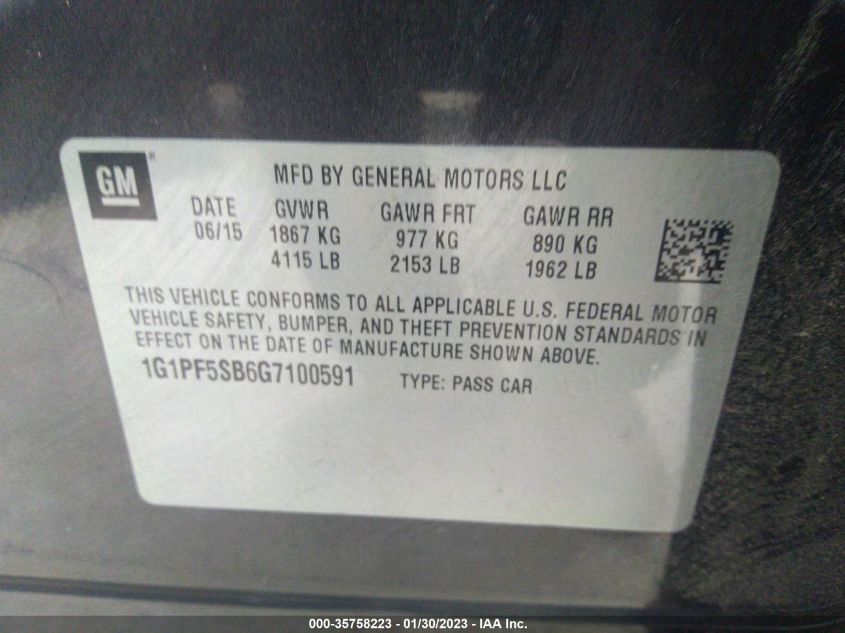 GM
MFD BY GENERAL MOTORS LLC
DATE GVWR GAWR FRT GAWR RR
06/15 1867 KG 977 KG 890 KG
4115 LB 2153 LB 1962 LB
THIS VEHICLE CONFORMS TO ALL APPLICABLE U.S. FEDERAL MOTOR
VEHICLE SAFETY, BUMPER, AND THEFT PREVENTION STANDARDS IN
EFFECT ON THE DATE OF MANUFACTURE SHOWN ABOVE.
1G1PF5SB6G7100591 TYPE: PASS CAR
000-35758223 - 01/30/2023 - IAA Inc.